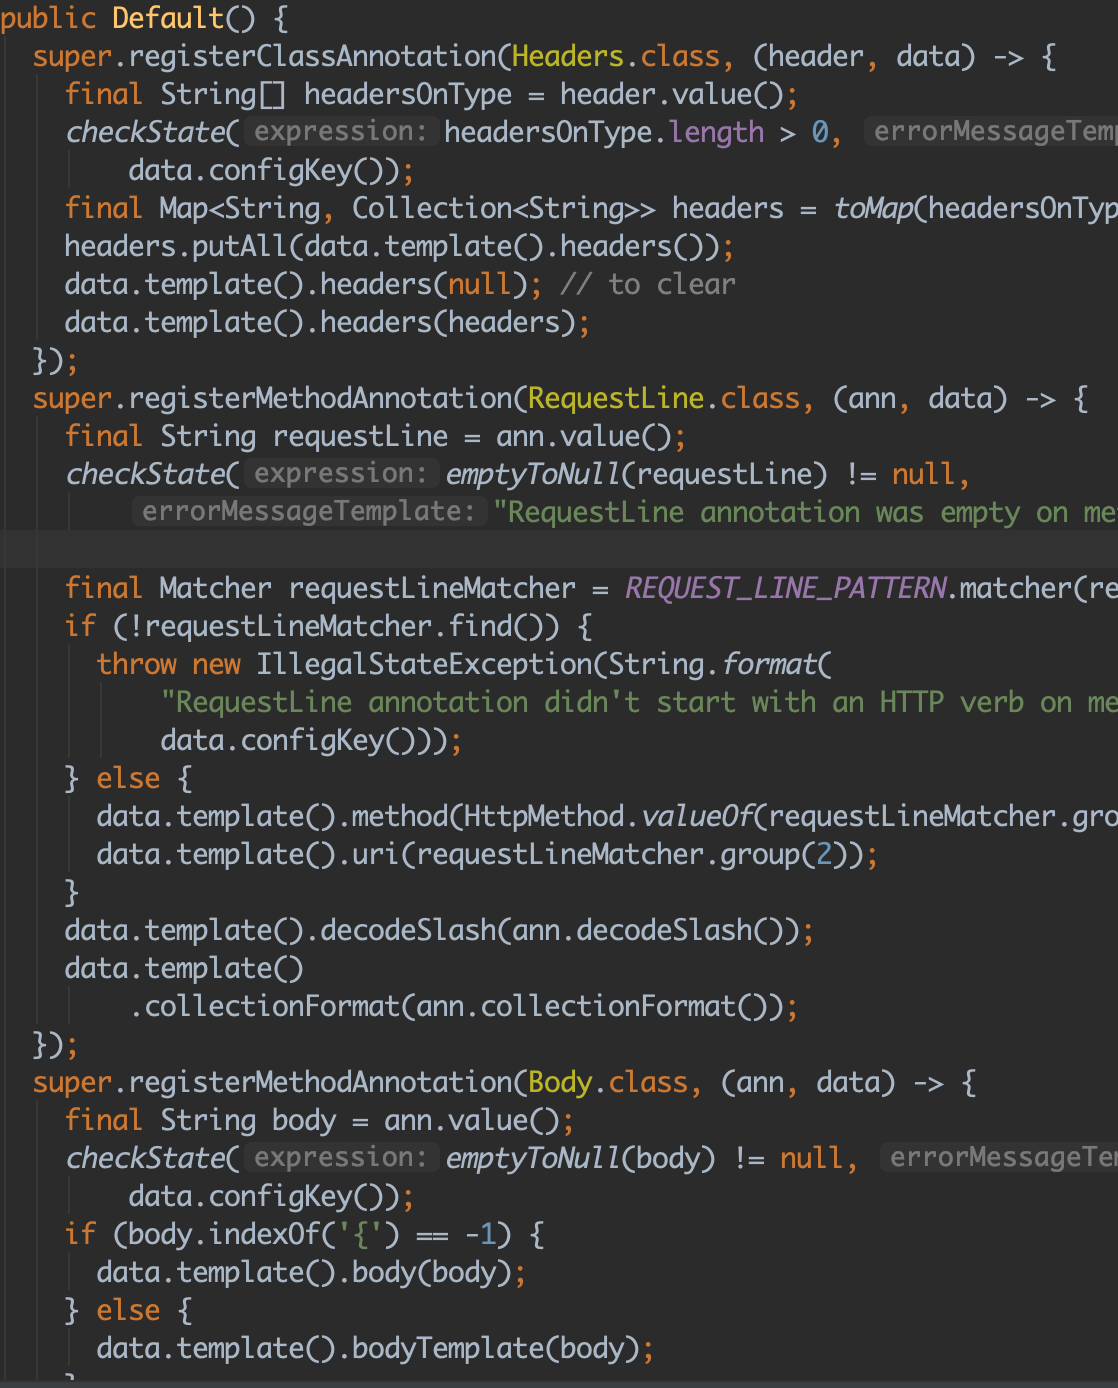 public Default() {
super.registerClassAnnotation(Headers.class, (header, data) -> {
final String[] headersOnType = header.value();
checkState( expression: headersOnType.length > 0, errorMessageTemp
data.configKey());
final Map<String, Collection<String>> headers = toMap(headersOnTyp
headers.putAll(data.template().headers());
data.template().headers(null); // to clear
data.template().headers(headers);
});
super.registerMethodAnnotation(RequestLine.class, (ann, data) -> {
final String requestLine = ann.value();
checkState( expression: emptyToNull(requestLine) != null,
errorMessageTemplate: "RequestLine annotation was empty on me
final Matcher requestLineMatcher = REQUEST_LINE_PATTERN.matcher(re
if (!requestLineMatcher.find()) {
throw new IllegalStateException(String.format(
"RequestLine annotation didn't start with an HTTP verb on me
data.configKey()));
} else {
data.template().method(HttpMethod.valueOf(requestLineMatcher.gro
data.template().uri(requestLineMatcher.group(2));
}
data.template().decodeSlash(ann.decodeSlash());
data.template()
.collectionFormat(ann.collectionFormat());
});
super.registerMethodAnnotation(Body.class, (ann, data) -> {
final String body = ann.value();
checkState( expression: emptyToNull(body) != null, errorMessageTem
data.configKey());
if (body.indexOf('{') == -1) {
data.template().body(body);
} else {
data.template().bodyTemplate(body);